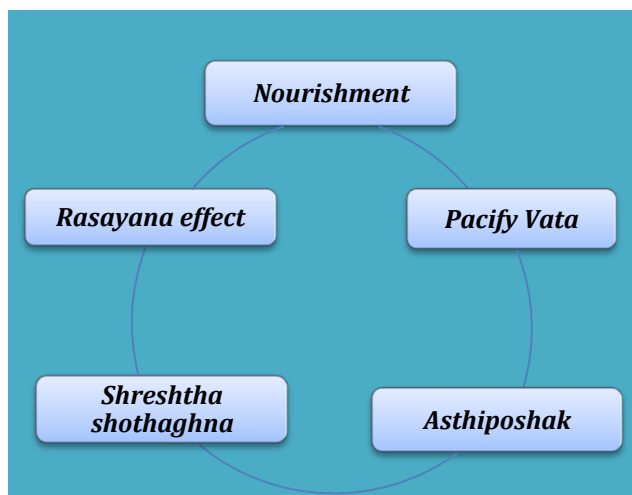 Nourishment
Rasayana effect
Pacify Vata
Shreshtha
shothaghna
Asthiposhak